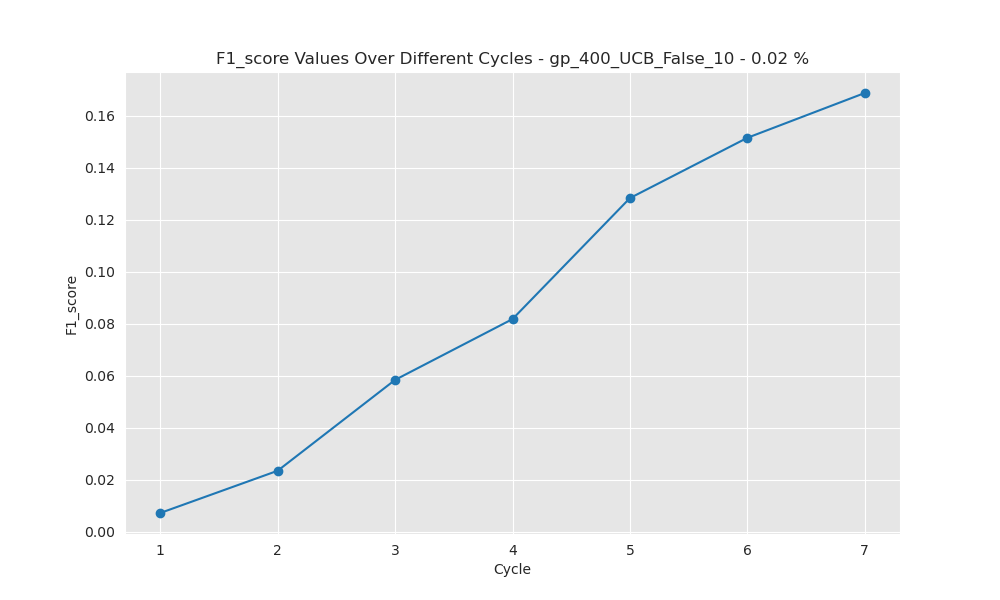 F1_score Values Over Different Cycles - gp_400_UCB_False_10 - 0.02 %
0.16
0.14
0.12
0.10
0.08
0.06
0.04
0.02
0.00
F1_score
1 2 3 4 5 6 7
Cycle